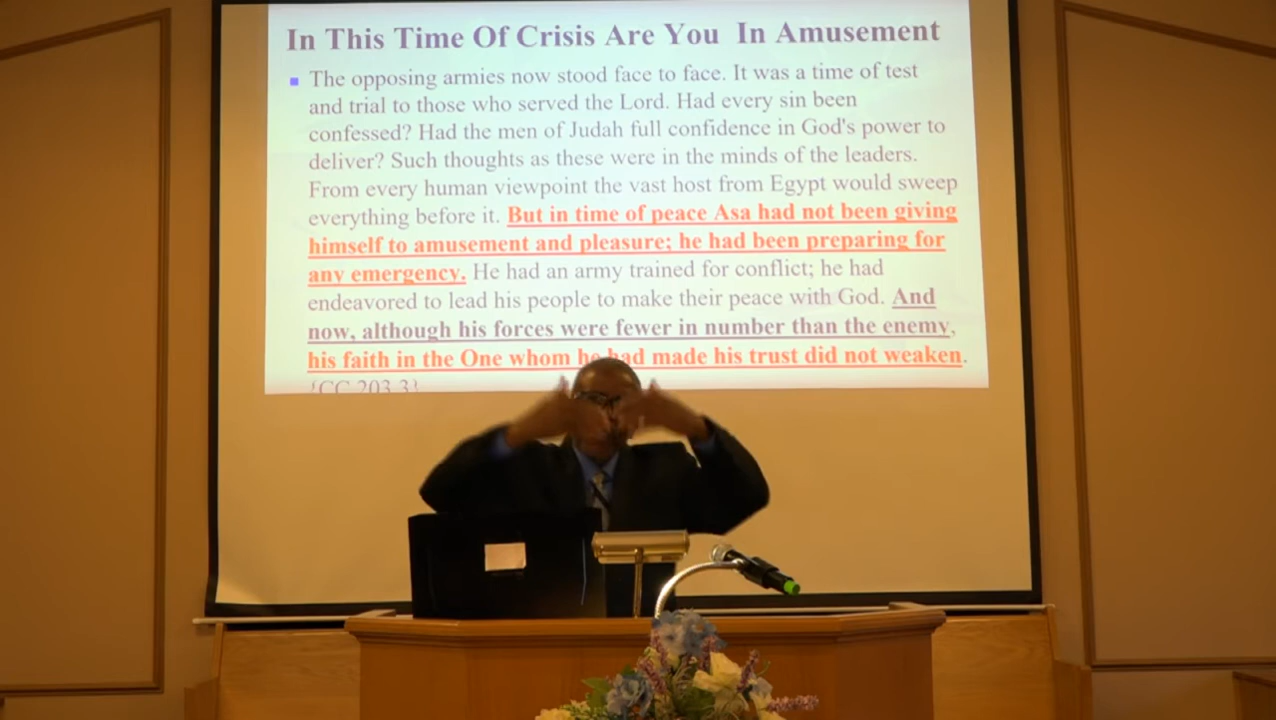 In This Time Of Crisis Are You In Amusement
The opposing armies now stood face to face. It was a time of test
and trial to those who served the Lord. Had every sin been
confessed? Had the men of Judah full confidence in God's power to
deliver? Such thoughts as these were in the minds of the leaders.
From every human viewpoint the vast host from Egypt would sweep
everything before it. But in time of peace Asa had not been giving
himself to amusement and pleasure; he had been preparing for
any emergency. He had an army trained for conflict; he had
endeavored to lead his people to make their peace with God. And
now, although his forces were fewer in number than the enemy,
his faith in the One whom he had made his trust did not weaken.
{CC 203.3}